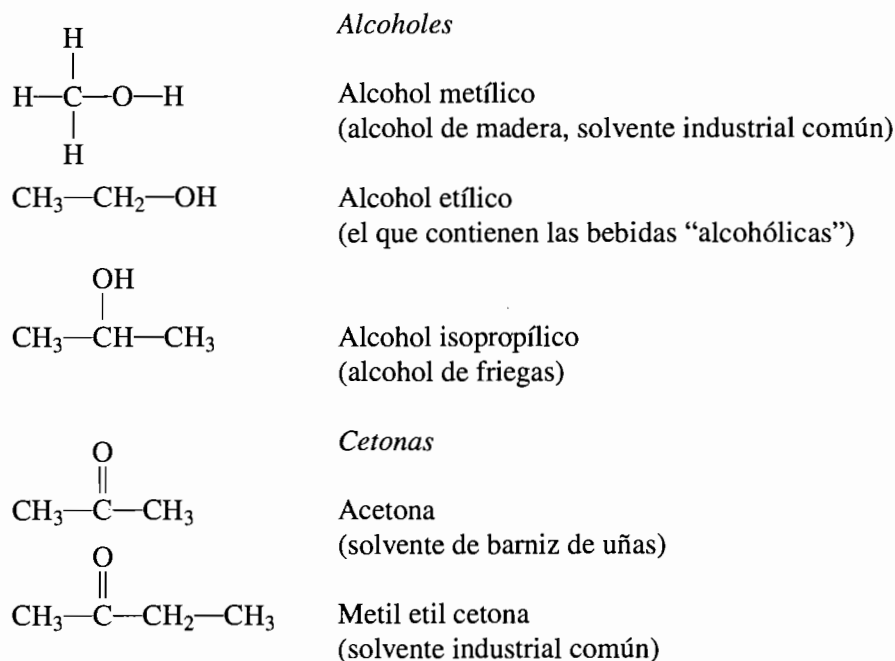 Alcoholes
H
|
H—C—O—H
|
H
Alcohol metílico
(alcohol de madera, solvente industrial común)
CH₃—CH₂—OH
Alcohol etílico
(el que contienen las bebidas “alcohólicas”)
OH
|
CH₃—CH—CH₃
Alcohol isopropílico
(alcohol de friegas)
Cetonas
O
||
CH₃—C—CH₃
Acetona
(solvente de barniz de uñas)
O
||
CH₃—C—CH₂—CH₃
Metil etil cetona
(solvente industrial común)